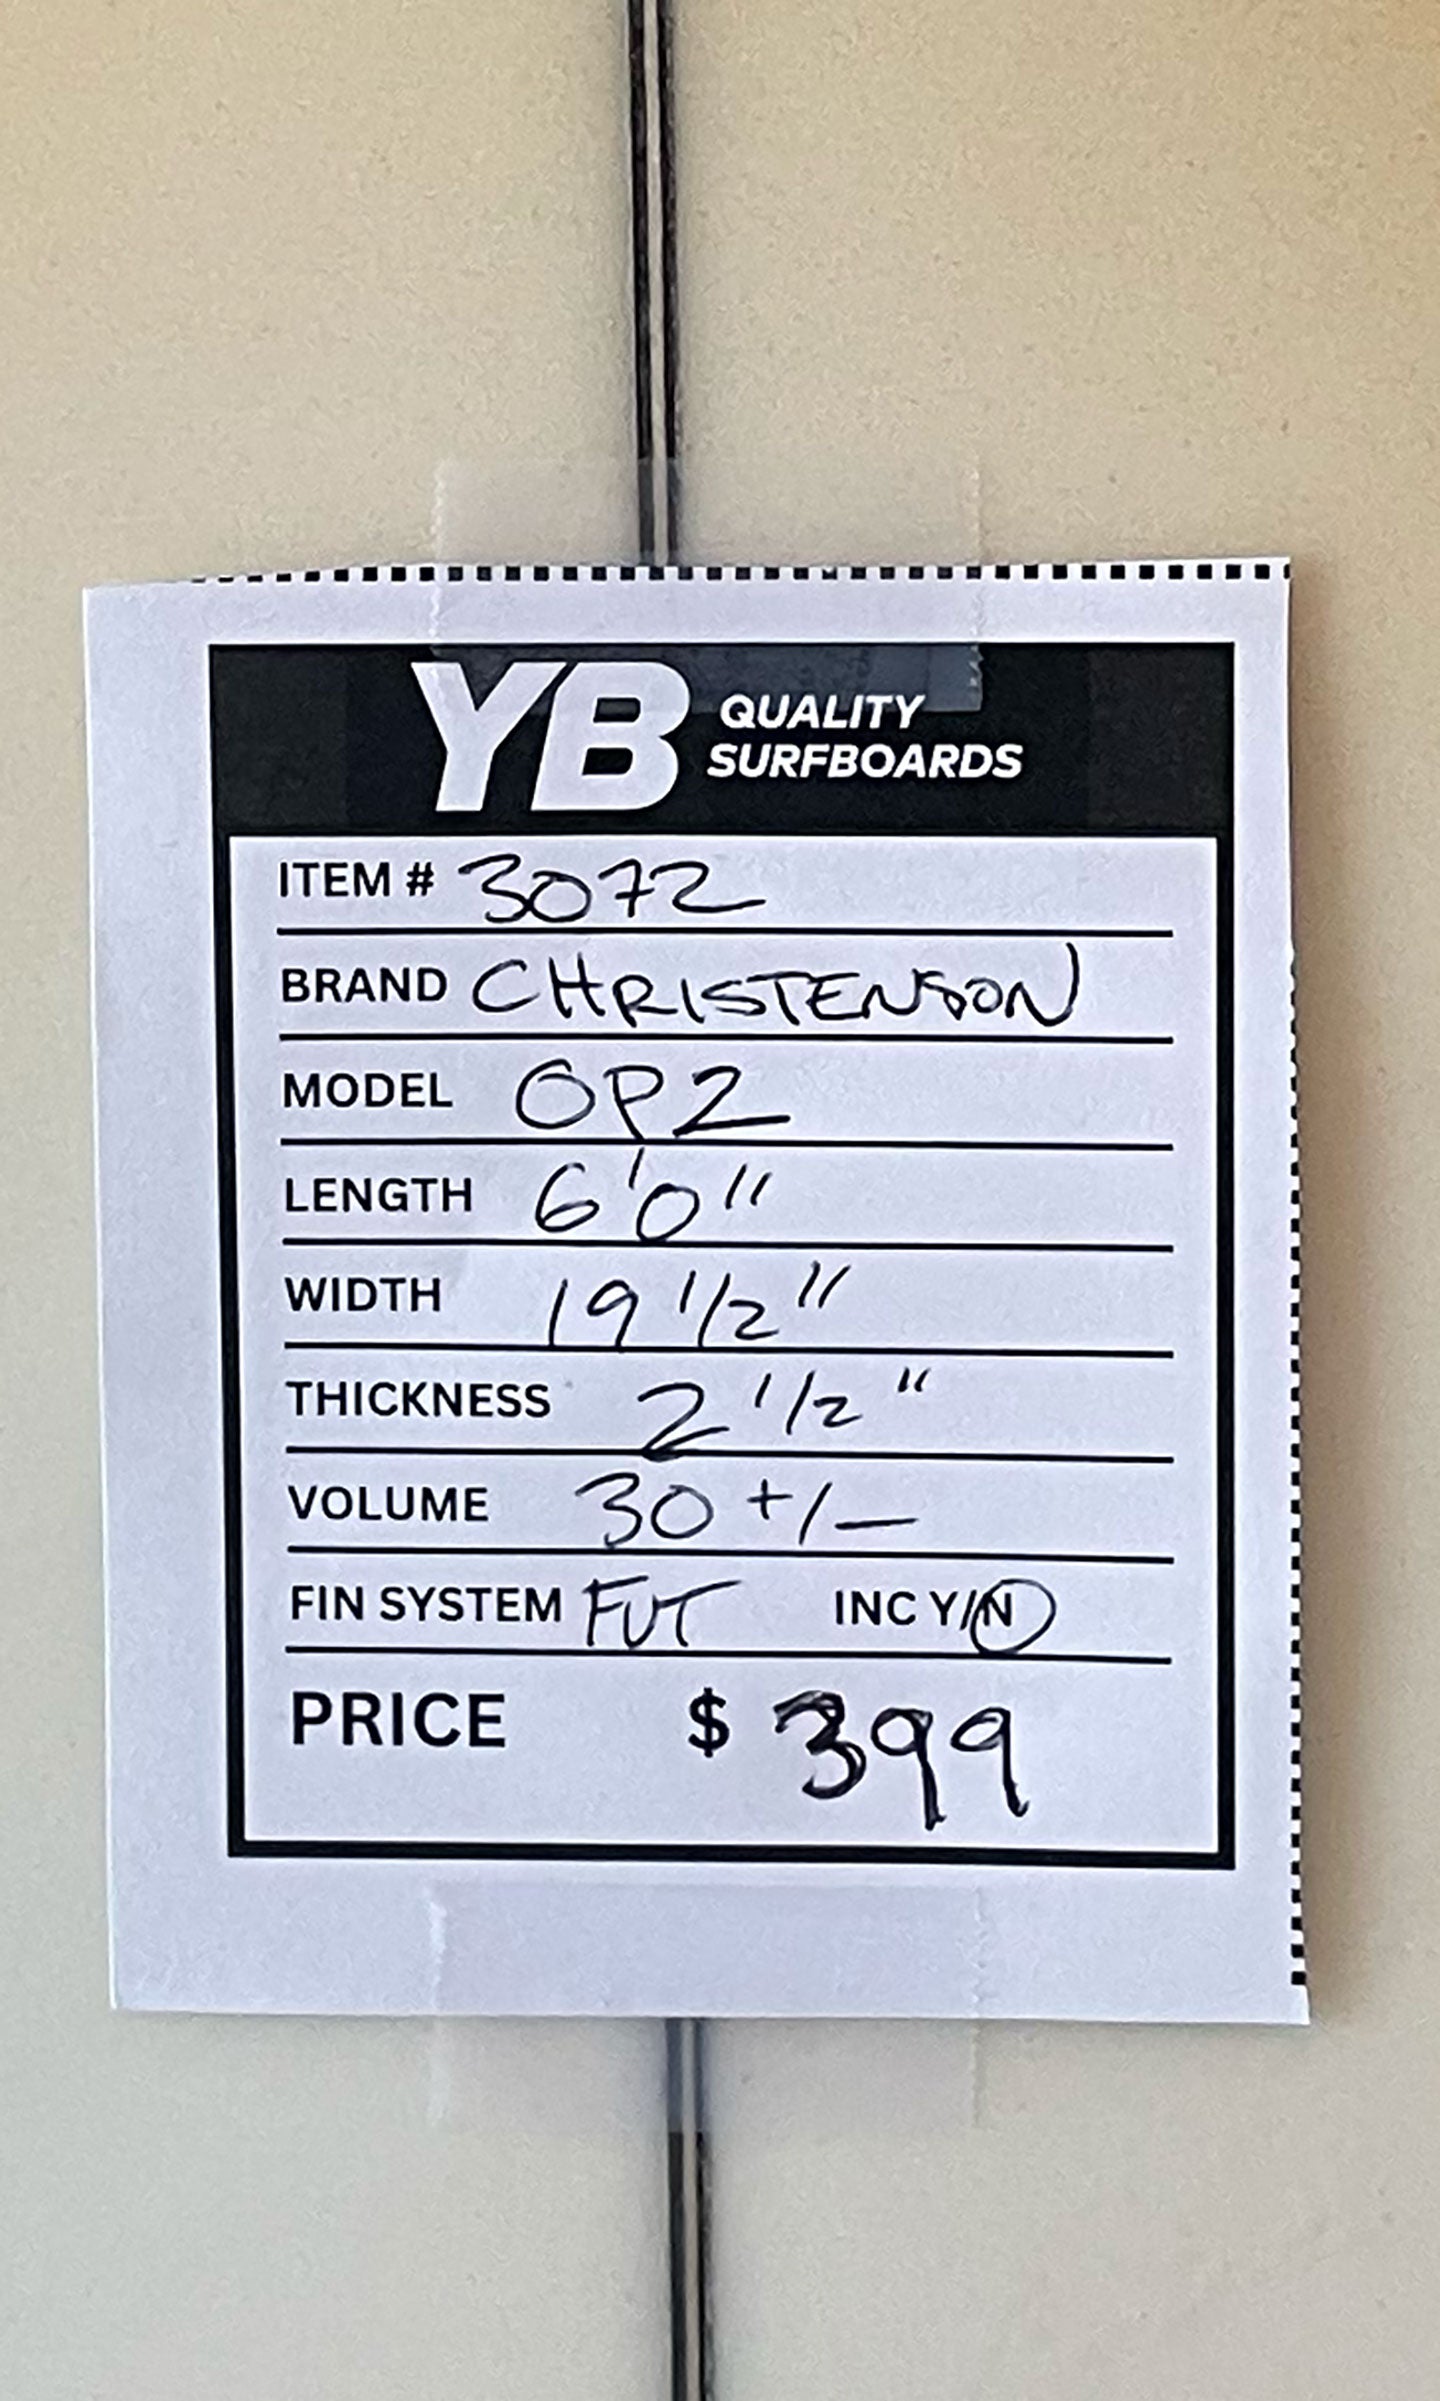 YB QUALITY
SURFBOARDS
ITEM # 3072
BRAND CHRISTENSON
MODEL OP2
LENGTH 6'0"
WIDTH 19 1/2"
THICKNESS 2 1/2"
VOLUME 30 +/-
FIN SYSTEM FUT INC Y/N
PRICE $ 399